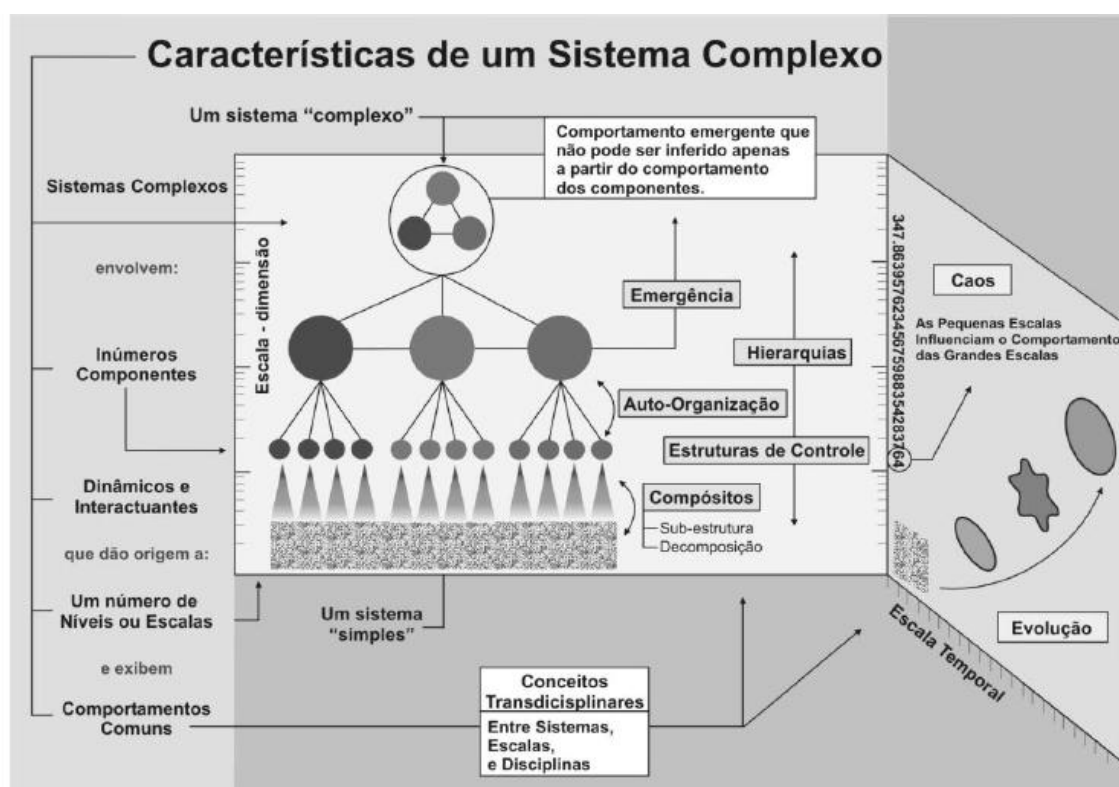 Características de um Sistema Complexo
Um sistema “complexo”
Comportamento emergente que
não pode ser inferido apenas
a partir do comportamento
dos componentes.
Sistemas Complexos
envolvem:
Inúmeros
Componentes
Dinâmicos e
Interactuantes
que dão origem a:
Um número de
Níveis ou Escalas
e exibem
Comportamentos
Comuns
Escala - dimensão
Emergência
Hierarquias
Auto-Organização
Estruturas de Controle
Compósitos
Sub-estrutura
Decomposição
Um sistema
“simples”
Conceitos
Transdicisplinares
Entre Sistemas,
Escalas,
e Disciplinas
347.86395762345675988354283764
Caos
As Pequenas Escalas
Influenciam o Comportamento
das Grandes Escalas
Evolução
Escala Temporal